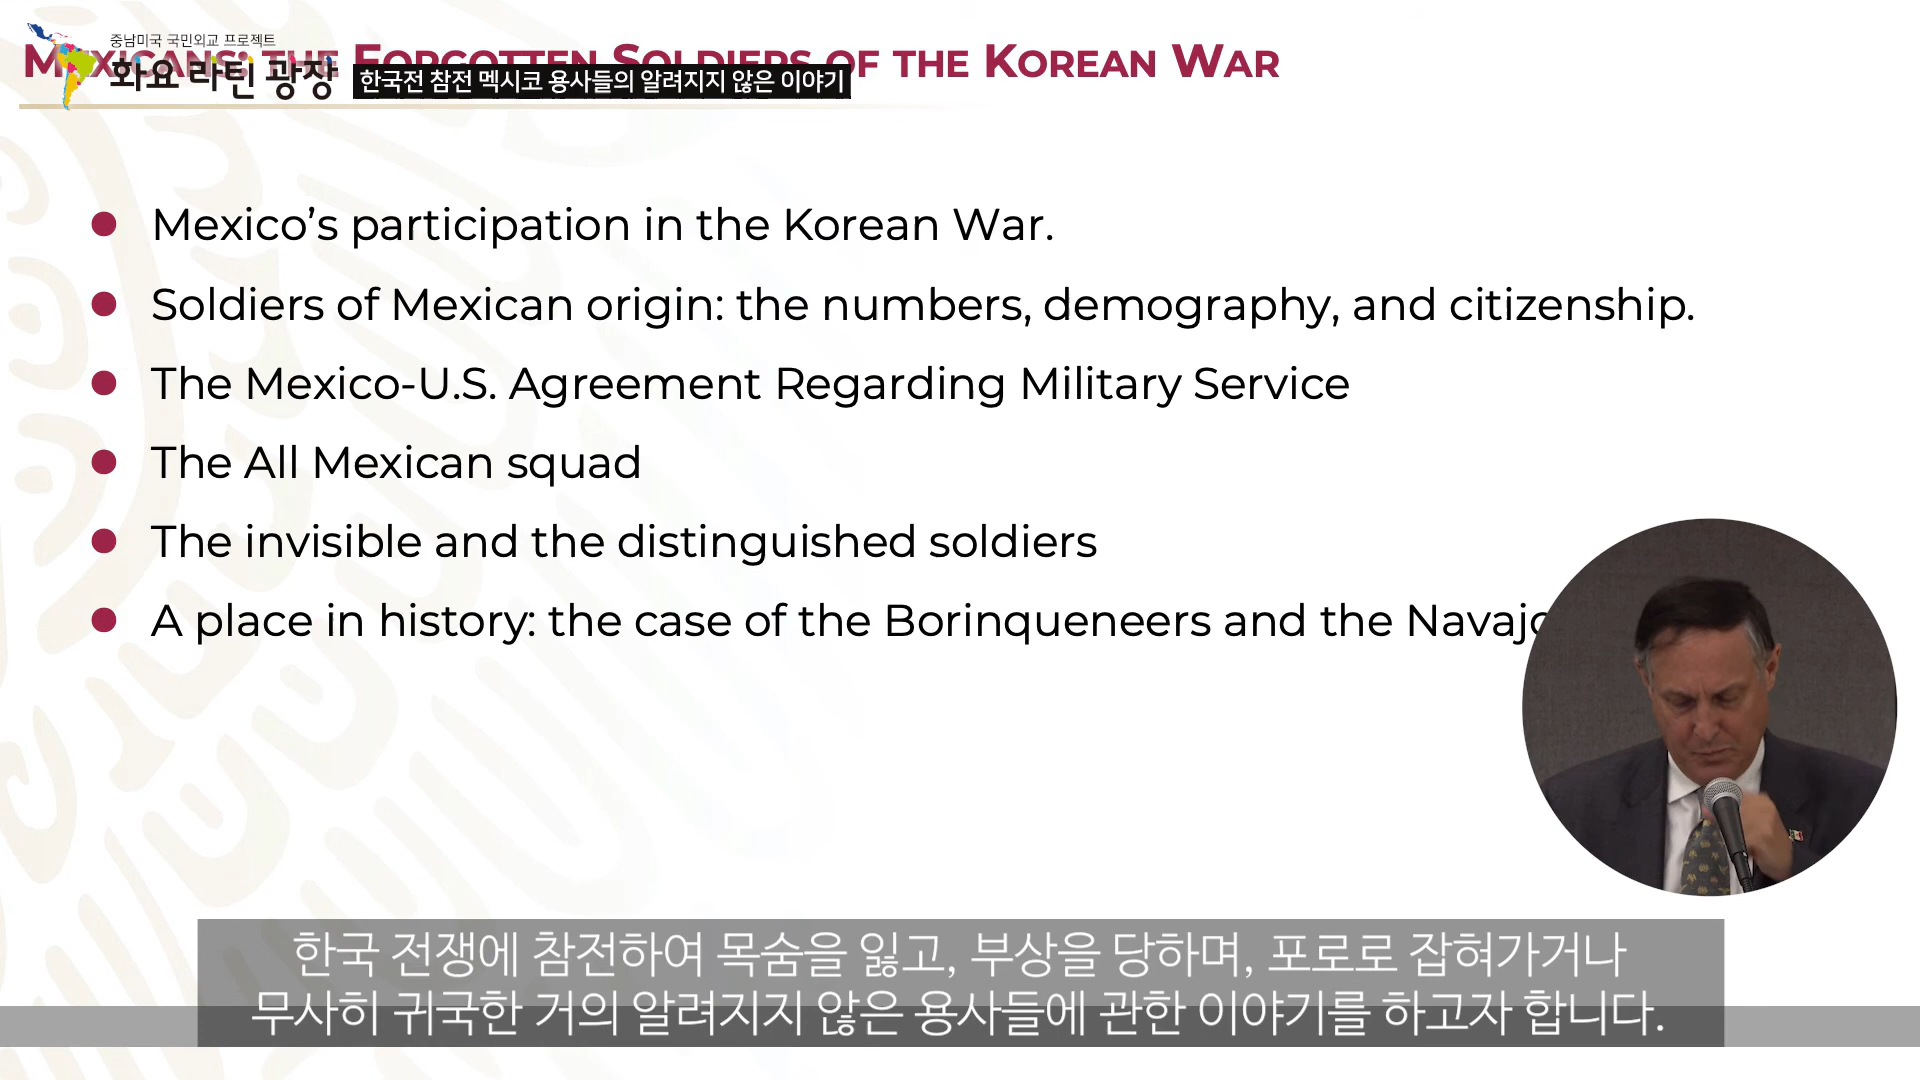 중남미국 국민외교 프로젝트
화요 라틴 광장
한국전 참전 멕시코 용사들의 알려지지 않은 이야기
MEXICANS: THE FORGOTTEN SOLDIERS OF THE KOREAN WAR
Mexico’s participation in the Korean War.
Soldiers of Mexican origin: the numbers, demography, and citizenship.
The Mexico-U.S. Agreement Regarding Military Service
The All Mexican squad
The invisible and the distinguished soldiers
A place in history: the case of the Borinqueneers and the Navajo
한국 전쟁에 참전하여 목숨을 잃고, 부상을 당하며, 포로로 잡혀가거나
무사히 귀국한 거의 알려지지 않은 용사들에 관한 이야기를 하고자 합니다.